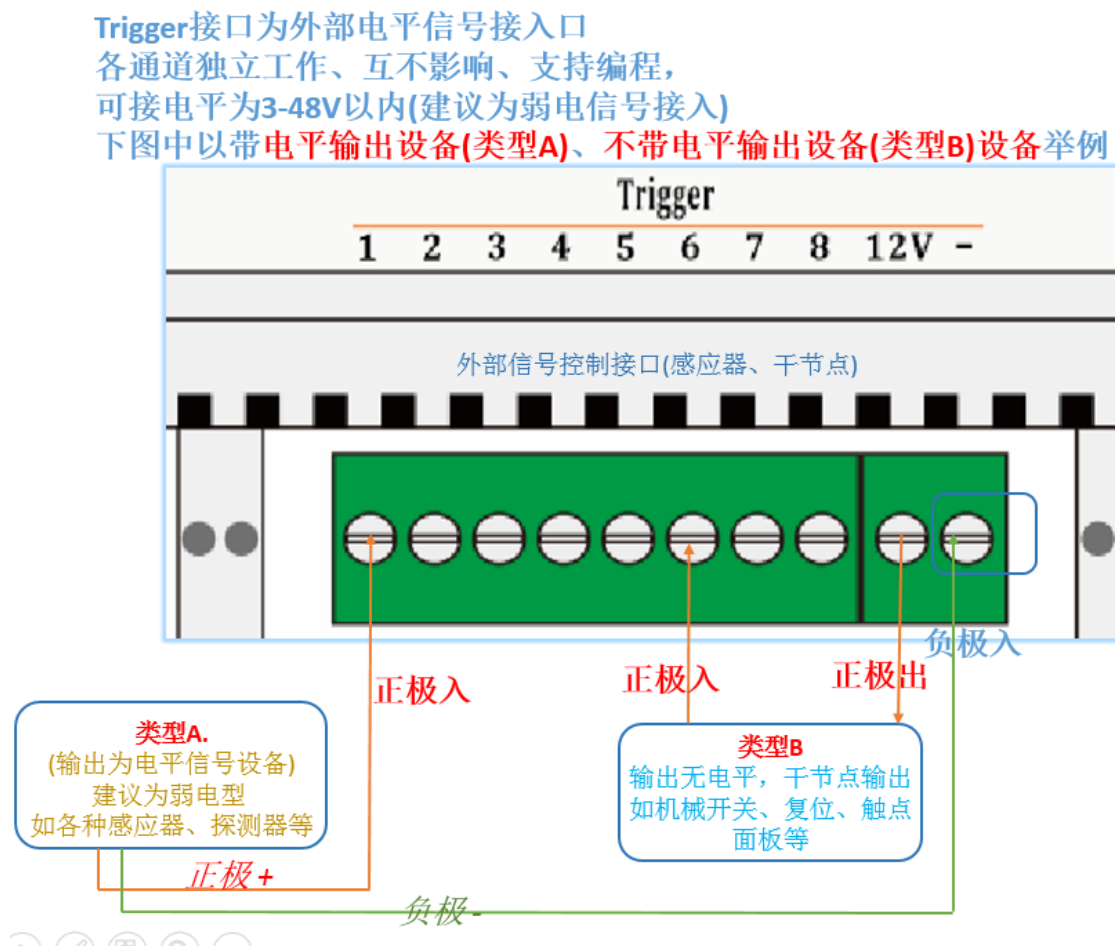 Trigger接口为外部电平信号接入口
各通道独立工作、互不影响、支持编程，
可接电平为3-48V以内(建议为弱电信号接入)
下图中以带电平输出设备(类型A)、不带电平输出设备(类型B)设备举例
Trigger
1 2 3 4 5 6 7 8 12V -
外部信号控制接口(感应器、干节点)
负极入
正极入 正极入 正极出
类型A.
(输出为电平信号设备)
建议为弱电型
如各种感应器、探测器等
类型B
输出无电平，干节点输出
如机械开关、复位、触点
面板等
正极+
负极-